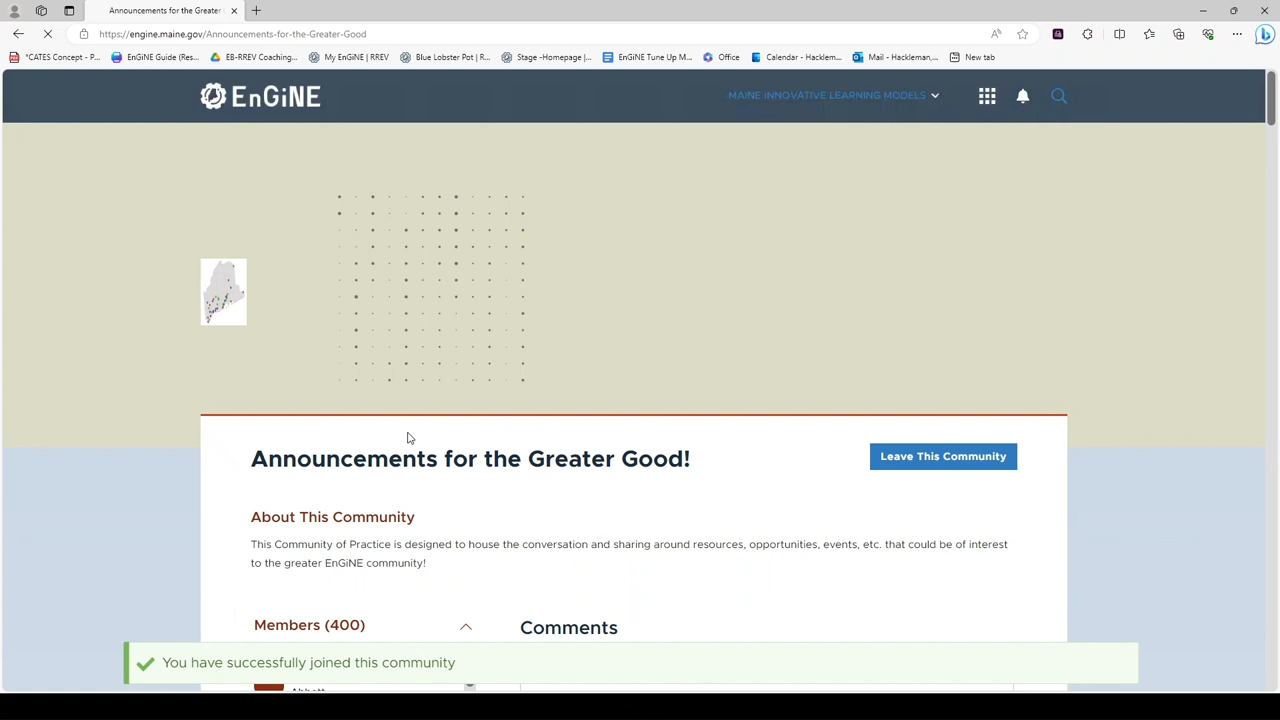 Announcements for the Greater
https://engine.maine.gov/Announcements-for-the-Greater-Good
*CATES Concept - P...
EnGiNE Guide (Res...
EB-RREV Coaching...
My EnGiNE | RREV
Blue Lobster Pot | R...
Stage -Homepage |...
EnGiNE Tune Up M...
Office
Calendar - Hacklem...
Mail - Hackleman,...
New tab
EnGiNE
MAINE INNOVATIVE LEARNING MODELS
Announcements for the Greater Good!
Leave This Community
About This Community
This Community of Practice is designed to house the conversation and sharing around resources, opportunities, events, etc. that could be of interest
to the greater EnGiNE community!
Members (400)
Comments
You have successfully joined this community
Abbott